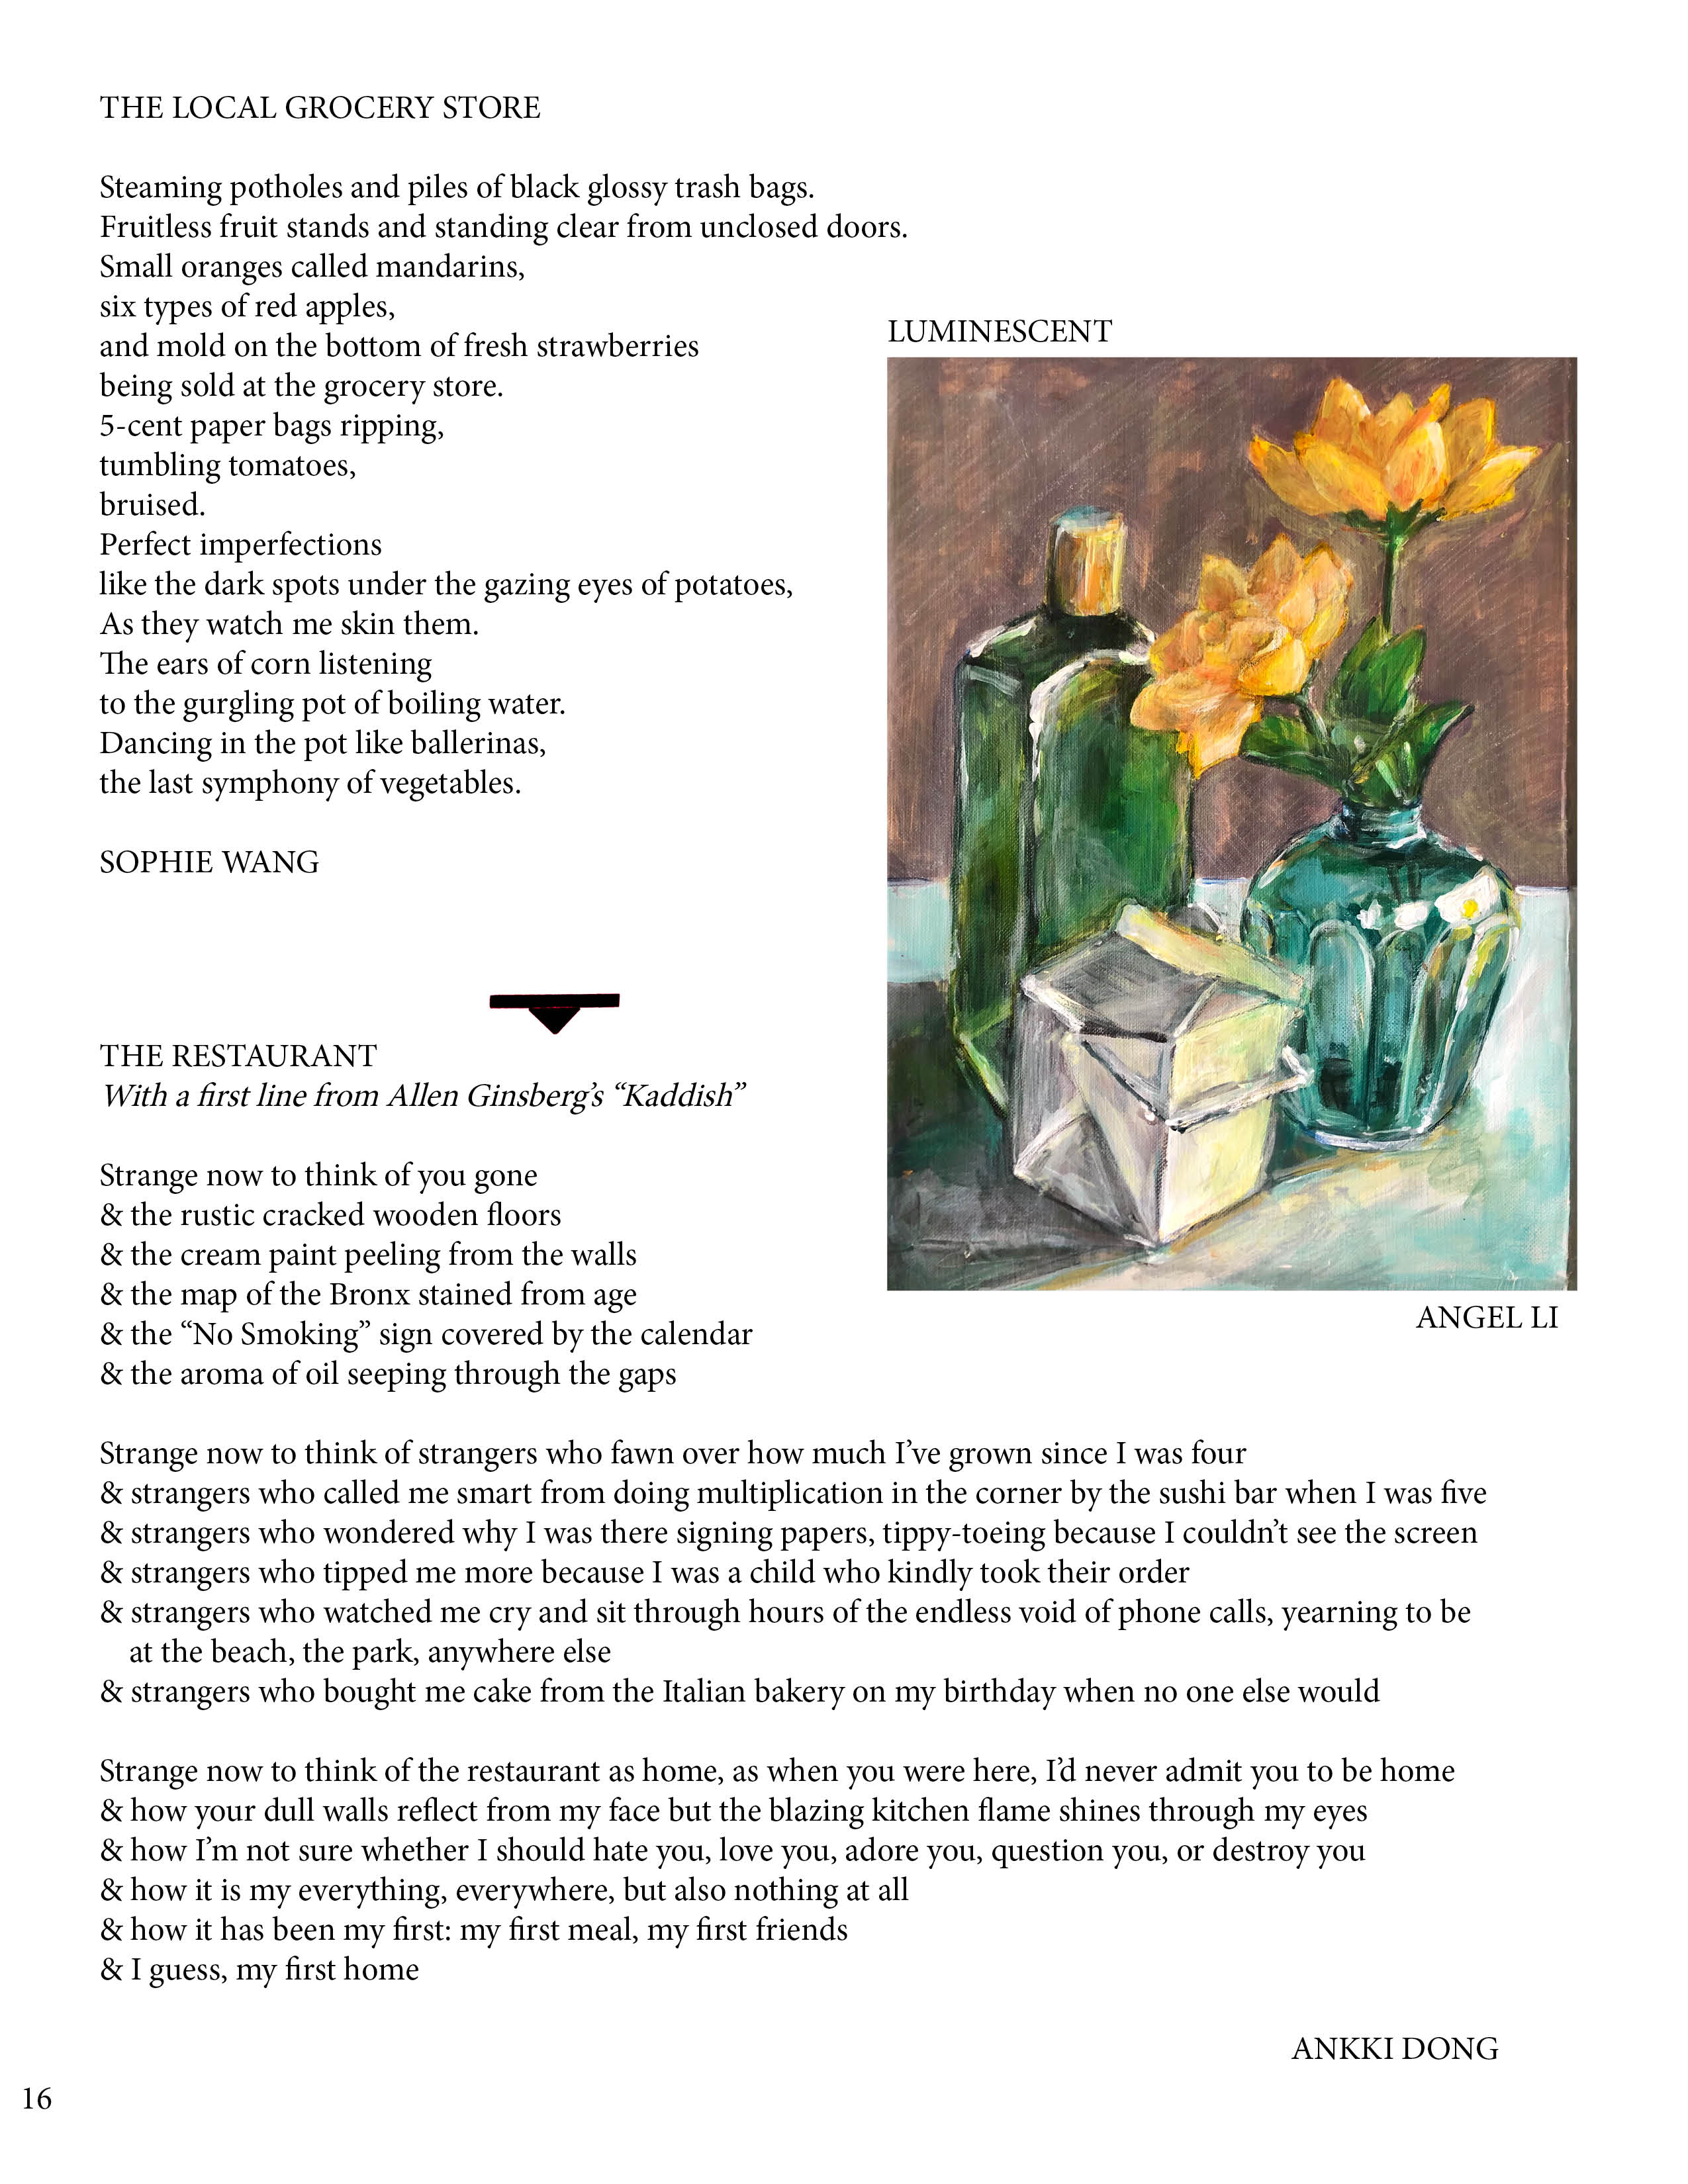 THE LOCAL GROCERY STORE
Steaming potholes and piles of black glossy trash bags.
Fruitless fruit stands and standing clear from unclosed doors.
Small oranges called mandarins,
six types of red apples,
and mold on the bottom of fresh strawberries
being sold at the grocery store.
5-cent paper bags ripping,
tumbling tomatoes,
bruised.
Perfect imperfections
like the dark spots under the gazing eyes of potatoes,
As they watch me skin them.
The ears of corn listening
to the gurgling pot of boiling water.
Dancing in the pot like ballerinas,
the last symphony of vegetables.
SOPHIE WANG
LUMINESCENT
ANGEL LI
THE RESTAURANT
With a first line from Allen Ginsberg’s “Kaddish”
Strange now to think of you gone
& the rustic cracked wooden floors
& the cream paint peeling from the walls
& the map of the Bronx stained from age
& the “No Smoking” sign covered by the calendar
& the aroma of oil seeping through the gaps
Strange now to think of strangers who fawn over how much I’ve grown since I was four
& strangers who called me smart from doing multiplication in the corner by the sushi bar when I was five
& strangers who wondered why I was there signing papers, tippy-toeing because I couldn’t see the screen
& strangers who tipped me more because I was a child who kindly took their order
& strangers who watched me cry and sit through hours of the endless void of phone calls, yearning to be
at the beach, the park, anywhere else
& strangers who bought me cake from the Italian bakery on my birthday when no one else would
Strange now to think of the restaurant as home, as when you were here, I’d never admit you to be home
& how your dull walls reflect from my face but the blazing kitchen flame shines through my eyes
& how I’m not sure whether I should hate you, love you, adore you, question you, or destroy you
& how it is my everything, everywhere, but also nothing at all
& how it has been my first: my first meal, my first friends
& I guess, my first home
ANKKI DONG
16